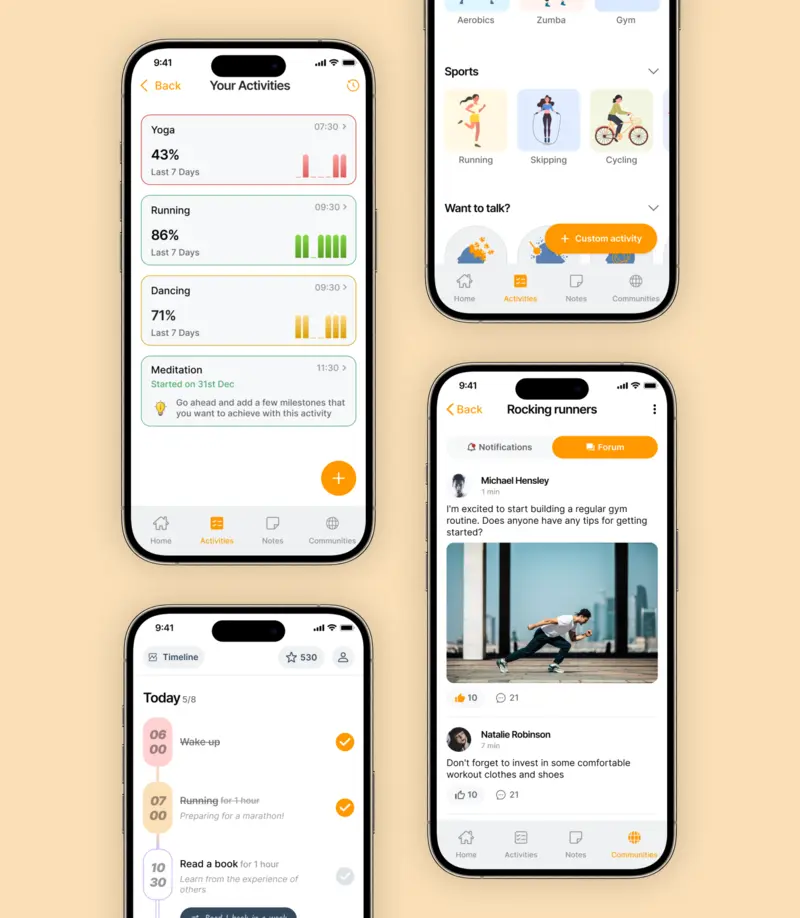 9:41
Back
Your Activities
Yoga
07:30
43%
Last 7 Days
Running
09:30
86%
Last 7 Days
Dancing
09:30
71%
Last 7 Days
Meditation
11:30
Started on 31st Dec
Go ahead and add a few milestones that
you want to achieve with this activity
Home
Activities
Notes
Communities
Aerobics
Zumba
Gym
Sports
Running
Skipping
Cycling
Want to talk?
Custom activity
Home
Activities
Notes
Communities
9:41
Timeline
530
Today 5/8
06
00
Wake up
07
00
Running for 1 hour
Preparing for a marathon!
10
30
Read a book for 1 hour
Learn from the experience of
others
Read 1 book in a week
9:41
Back
Rocking runners
Notifications
Forum
Michael Hensley
1 min
I'm excited to start building a regular gym
routine. Does anyone have any tips for getting
started?
10
21
Natalie Robinson
7 min
Don't forget to invest in some comfortable
workout clothes and shoes
10
21
Home
Activities
Notes
Communities